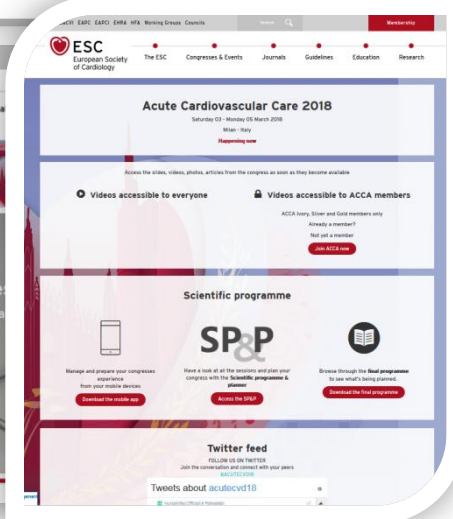 EAPC EAPCI EHRA HFA Working Groups Councils
Search
Membership
ESC
European Society
of Cardiology
The ESC
Congresses & Events
Journals
Guidelines
Education
Research
Acute Cardiovascular Care 2018
Saturday 03 - Monday 05 March 2018
Milan - Italy
Happening now
Access the slides, videos, photos, articles from the congress as soon as they become available
Videos accessible to everyone
Videos accessible to ACCA members
ACCA Ivory, Silver and Gold members only
Already a member?
Not yet a member
Join ACCA now
Scientific programme
SP&P
Manage and prepare your congresses
experience
from your mobile devices
Download the mobile app
Have a look at all the sessions and plan your
congress with the Scientific programme &
planner
Access the SP&P
Browse through the final programme
to see what's being planned.
Download the final programme
Twitter feed
FOLLOW US ON TWITTER
Join the conversation and connect with your peers
#ACUTECVD18
Tweets about acutecvd18